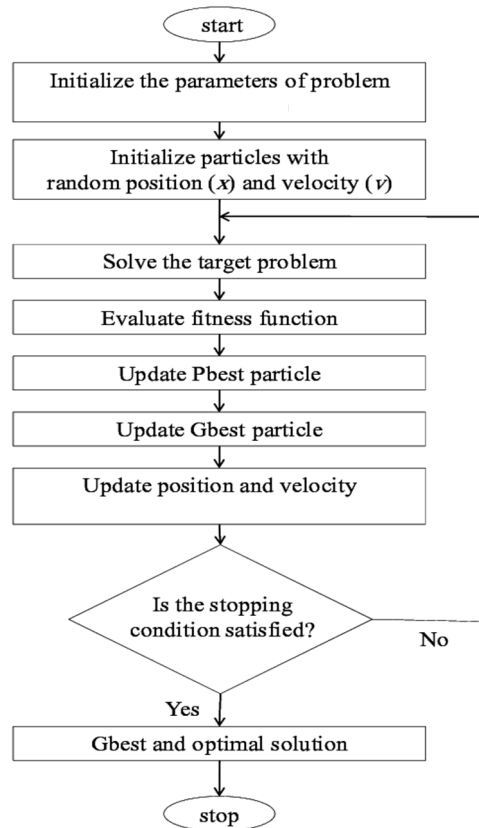 start
Initialize the parameters of problem
Initialize particles with
random position (x) and velocity (v)
Solve the target problem
Evaluate fitness function
Update Pbest particle
Update Gbest particle
Update position and velocity
Is the stopping
condition satisfied?
No
Yes
Gbest and optimal solution
stop